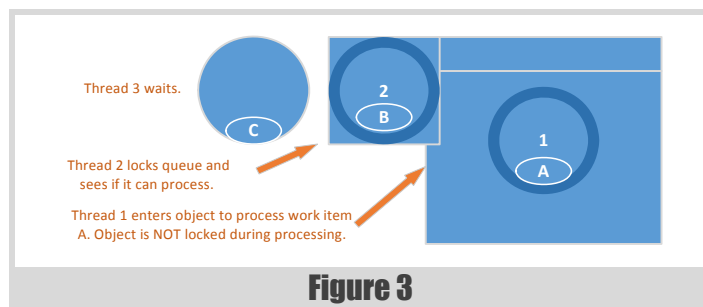 Thread 3 waits.
C
2
B
1
A
Thread 2 locks queue and
sees if it can process.
Thread 1 enters object to process work item
A. Object is NOT locked during processing.
Figure 3